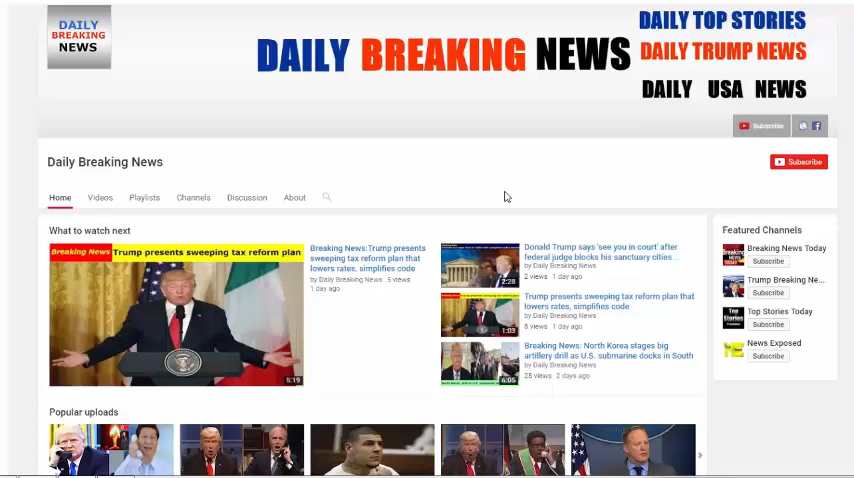 DAILY
BREAKING
NEWS
DAILY BREAKING NEWS
DAILY TOP STORIES
DAILY TRUMP NEWS
DAILY USA NEWS
Subscribe
Daily Breaking News
Subscribe
Home Videos Playlists Channels Discussion About
What to watch next
Breaking News Trump presents sweeping tax reform plan
5:19
Breaking News:Trump presents
sweeping tax reform plan that
lowers rates, simplifies code
by Daily Breaking News 5 views
1 day ago
2:28
Donald Trump says 'see you in court' after
federal judge blocks his sanctuary cities...
by Daily Breaking News
2 views 1 day ago
1:03
Trump presents sweeping tax reform plan that
lowers rates, simplifies code
by Daily Breaking News
6 views 1 day ago
6:05
Breaking News: North Korea stages big
artillery drill as U.S. submarine docks in South
by Daily Breaking News
28 views 2 days ago
Featured Channels
Breaking News Today
Subscribe
Trump Breaking Ne...
Subscribe
Top Stories Today
Subscribe
News Exposed
Subscribe
Popular uploads